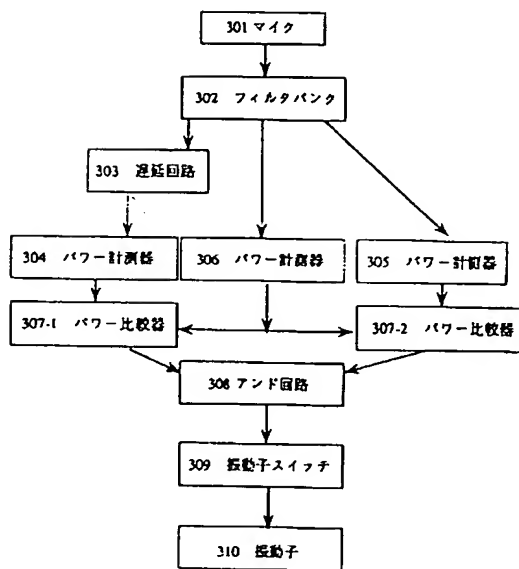 301 マイク
302 フィルタバンク
303 遅延回路
304 パワー計測器
306 パワー計測器
305 パワー計測器
307-1 パワー比較器
307-2 パワー比較器
308 アンド回路
309 振動子スイッチ
310 振動子